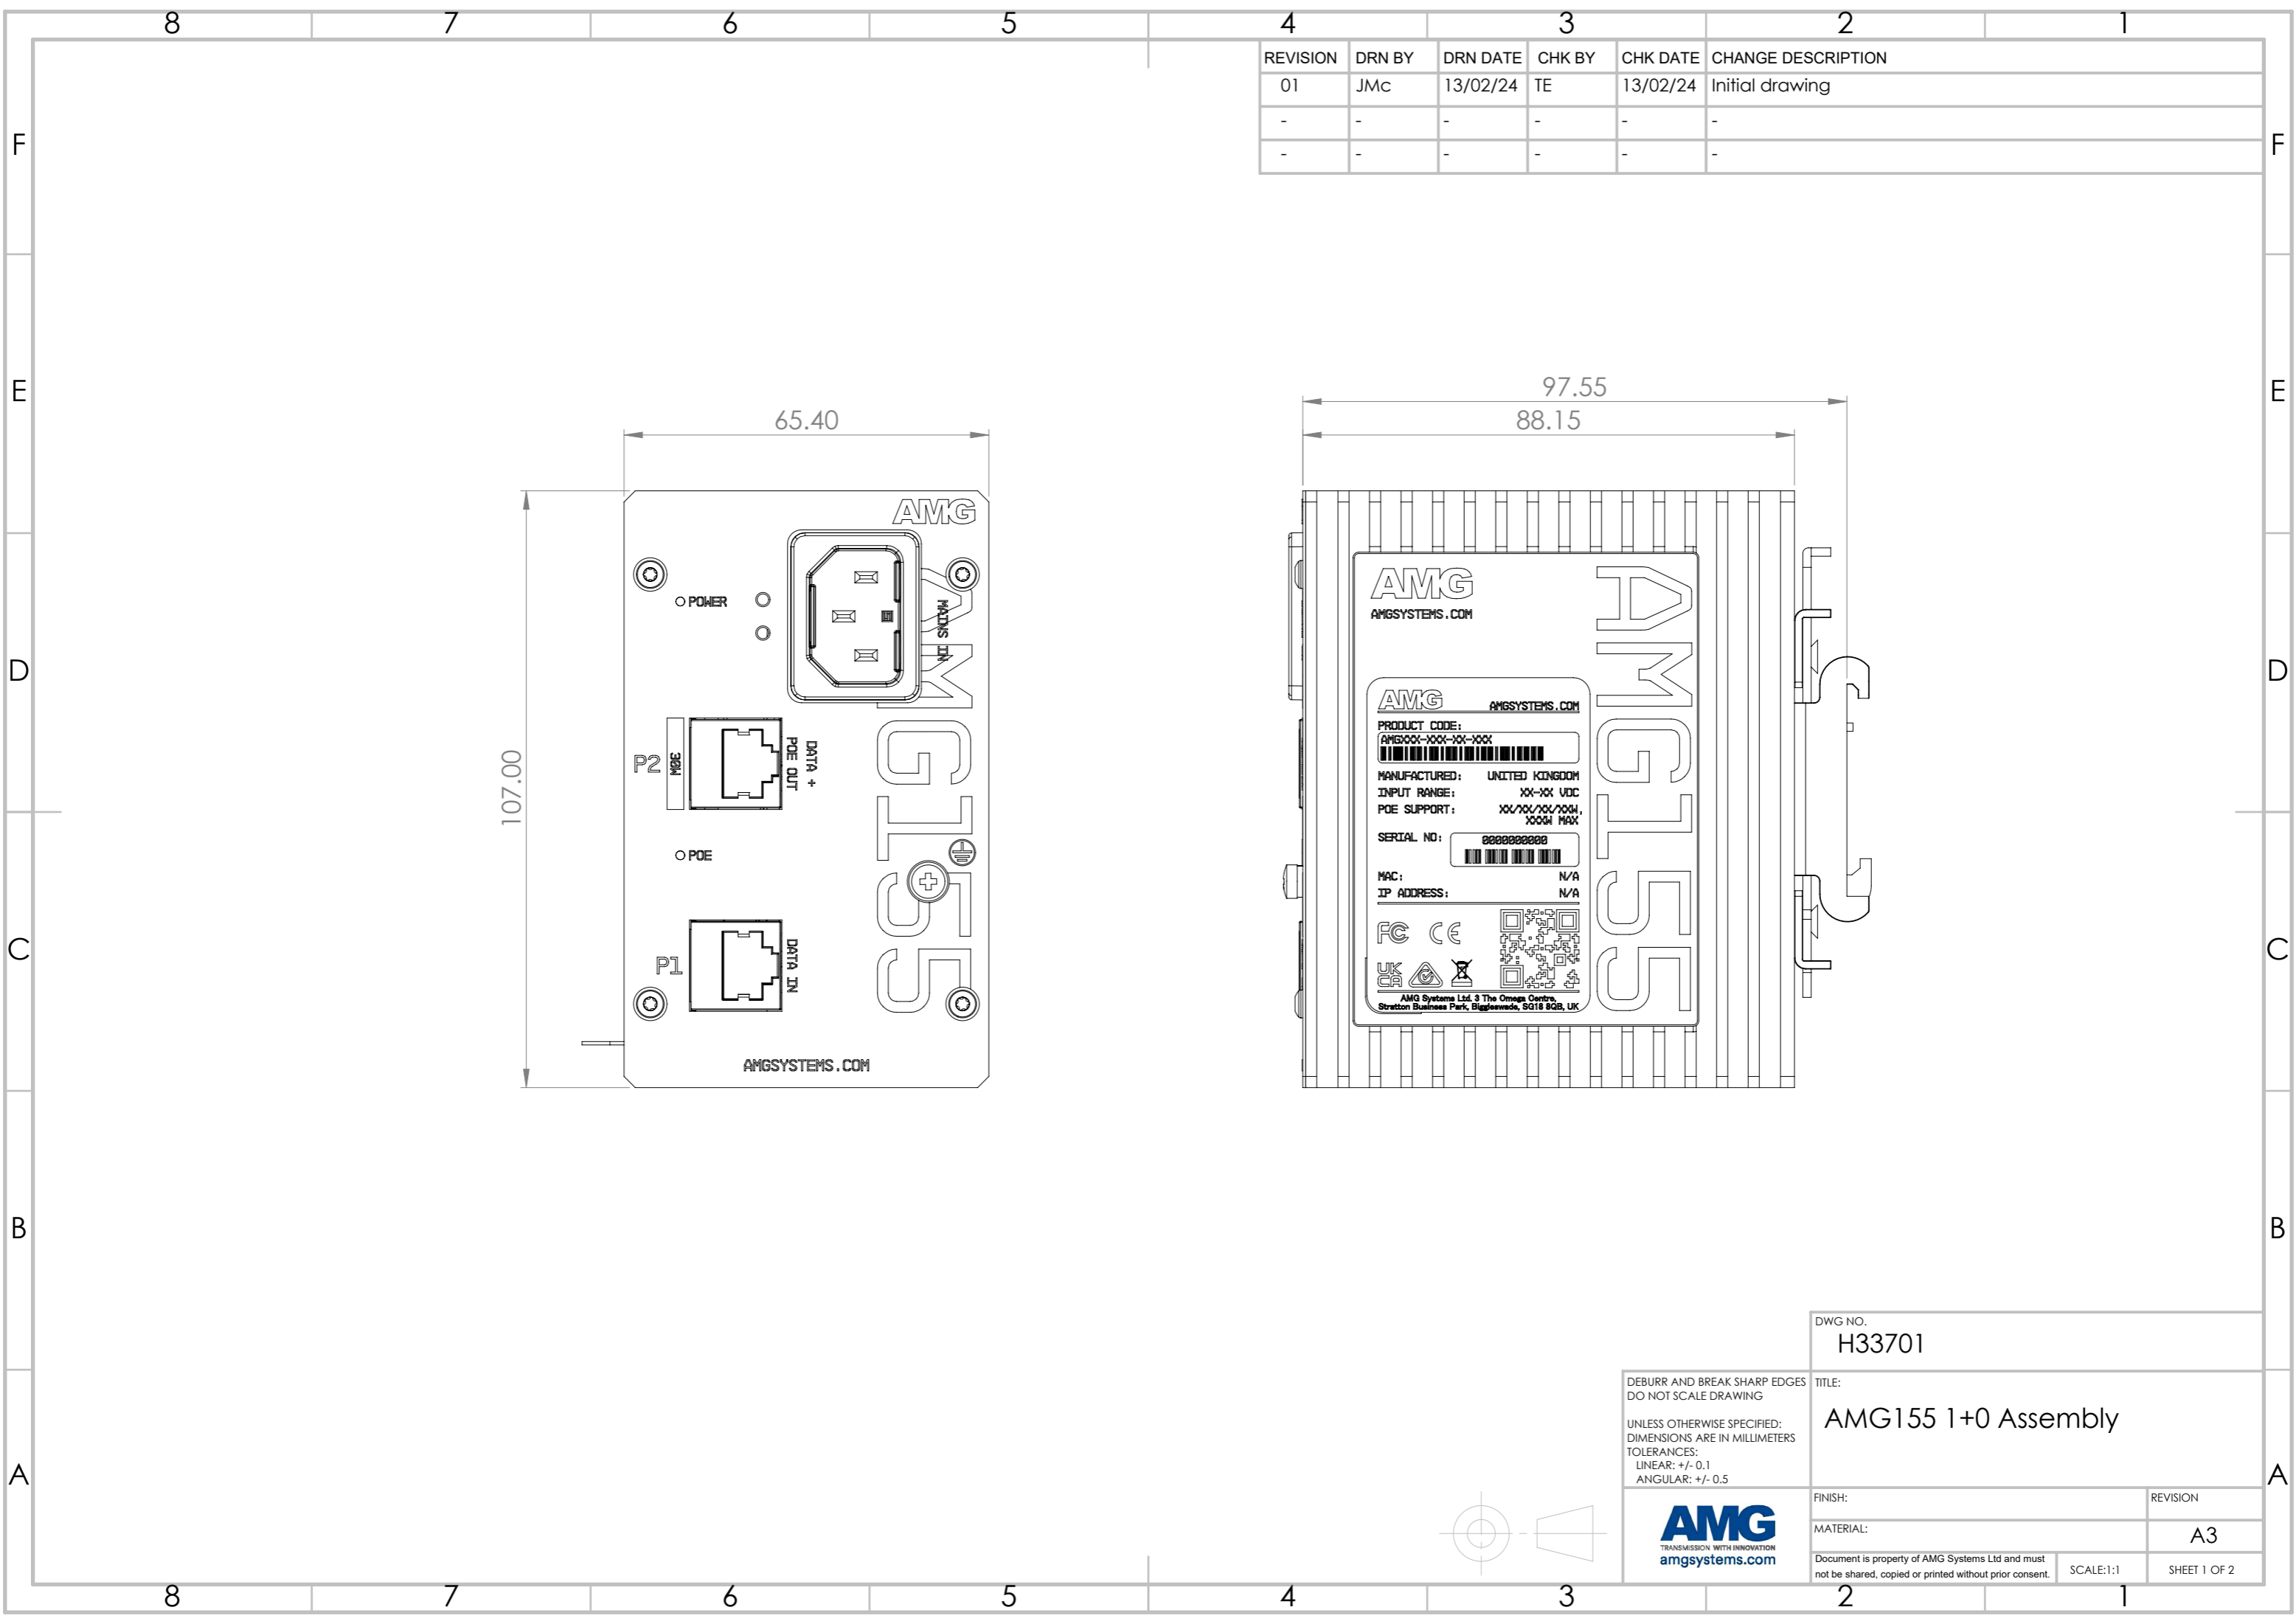 8 7 6 5 4 3 2 1
REVISION DRN BY DRN DATE CHK BY CHK DATE CHANGE DESCRIPTION
01 JMc 13/02/24 TE 13/02/24 Initial drawing
- - - - - -
- - - - - -
F F
E E
D D
C C
B B
A A
65.40
107.00
AMG
POWER
MAINS IN
AMG155
P2
30M
DATA +
POE OUT
POE
P1
DATA IN
AMGSYSTEMS.COM
97.55
88.15
AMG
AMGSYSTEMS.COM
AMG155
AMG AMGSYSTEMS.COM
PRODUCT CODE:
AMGXXX-XXX-XX-XXX
MANUFACTURED: UNITED KINGDOM
INPUT RANGE: XX-XX VDC
POE SUPPORT: XX/XX/XX/XXW,
XXXW MAX
SERIAL NO: 0000000000
MAC: N/A
IP ADDRESS: N/A
FC CE
UK
CA
AMG Systems Ltd. 3 The Omega Centre,
Stratton Business Park, Biggleswade, SG18 8QB, UK
DWG NO.
H33701
DEBURR AND BREAK SHARP EDGES
DO NOT SCALE DRAWING
UNLESS OTHERWISE SPECIFIED:
DIMENSIONS ARE IN MILLIMETERS
TOLERANCES:
LINEAR: +/- 0.1
ANGULAR: +/- 0.5
TITLE:
AMG155 1+0 Assembly
AMG
TRANSMISSION WITH INNOVATION
amgsystems.com
FINISH:
REVISION
MATERIAL:
A3
Document is property of AMG Systems Ltd and must
not be shared, copied or printed without prior consent.
SCALE:1:1
SHEET 1 OF 2
8 7 6 5 4 3 2 1